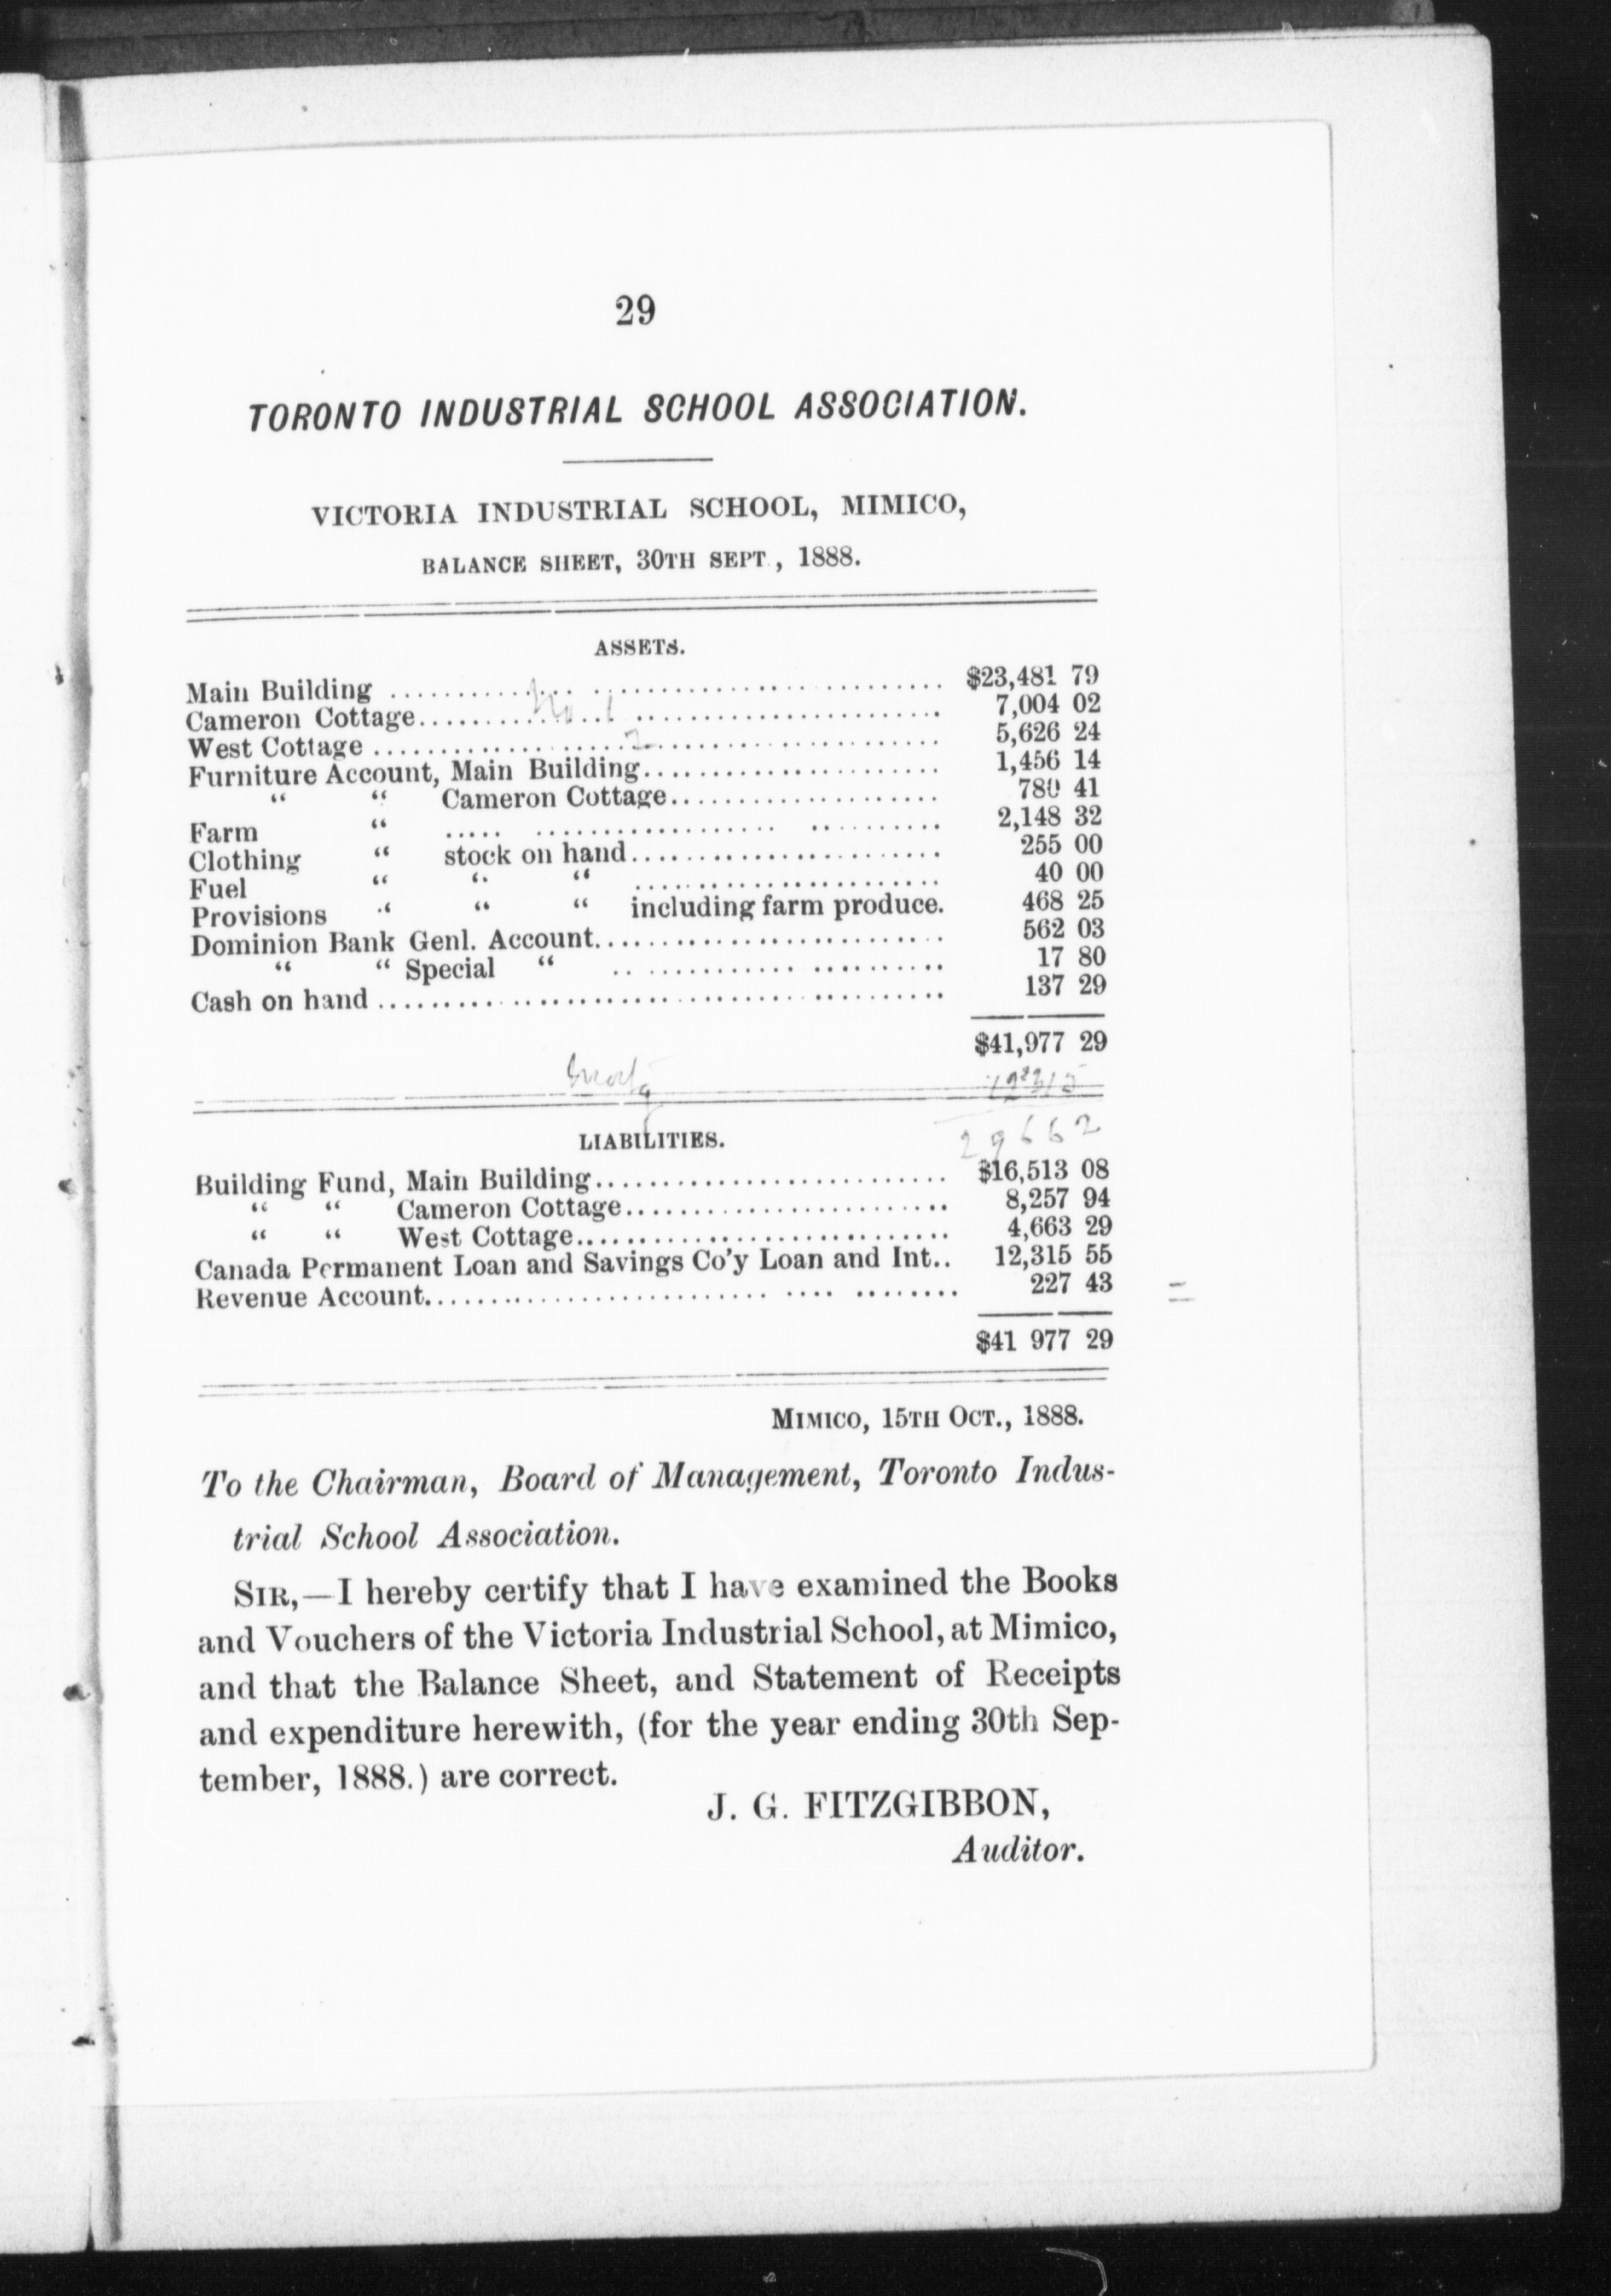 29
TORONTO INDUSTRIAL SCHOOL ASSOCIATION.
VICTORIA INDUSTRIAL SCHOOL, MIMICO,
BALANCE SHEET, 30TH SEPT., 1888.
ASSETS.
Main Building ........................................ $23,481 79
Cameron Cottage........ No. 1 ........................ 7,004 02
West Cottage .................... 2 ........................ 5,626 24
Furniture Account, Main Building...................... 1,456 14
“ “ Cameron Cottage.................... 780 41
Farm “ ..... .................. .......... 2,148 32
Clothing “ stock on hand....................... 255 00
Fuel “ “ “ ....................... 40 00
Provisions “ “ “ including farm produce. 468 25
Dominion Bank Genl. Account.......................... 562 03
“ “ Special “ .. ........... .......... 17 80
Cash on hand .......................................... 137 29
$41,977 29
Mortg 12315
29662
LIABILITIES.
Building Fund, Main Building.......................... $16,513 08
“ “ Cameron Cottage........................ 8,257 94
“ “ West Cottage............................ 4,663 29
Canada Permanent Loan and Savings Co’y Loan and Int.. 12,315 55
Revenue Account.......................... .... ........ 227 43
$41 977 29
MIMICO, 15TH OCT., 1888.
To the Chairman, Board of Management, Toronto Indus-
trial School Association.
SIR,—I hereby certify that I have examined the Books
and Vouchers of the Victoria Industrial School, at Mimico,
and that the Balance Sheet, and Statement of Receipts
and expenditure herewith, (for the year ending 30th Sep-
tember, 1888.) are correct.
J. G. FITZGIBBON,
Auditor.